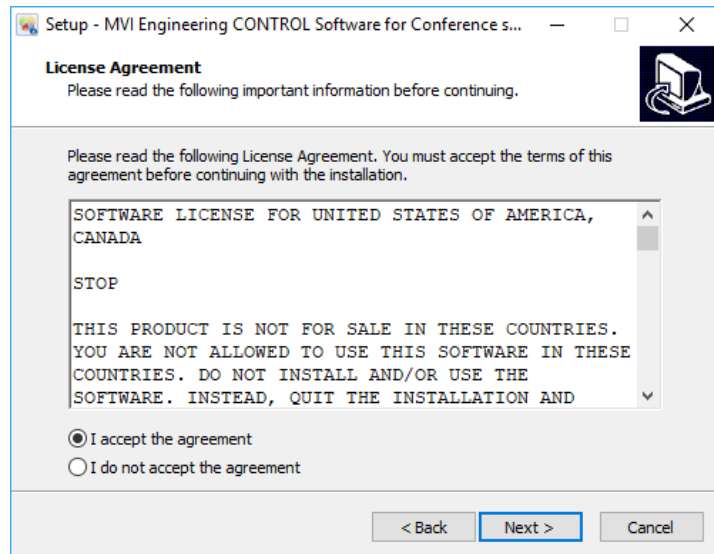 Setup - MVI Engineering CONTROL Software for Conference s...
License Agreement
Please read the following important information before continuing.
Please read the following License Agreement. You must accept the terms of this
agreement before continuing with the installation.
SOFTWARE LICENSE FOR UNITED STATES OF AMERICA,
CANADA
STOP
THIS PRODUCT IS NOT FOR SALE IN THESE COUNTRIES.
YOU ARE NOT ALLOWED TO USE THIS SOFTWARE IN THESE
COUNTRIES. DO NOT INSTALL AND/OR USE THE
SOFTWARE. INSTEAD, QUIT THE INSTALLATION AND
I accept the agreement
I do not accept the agreement
< Back Next > Cancel